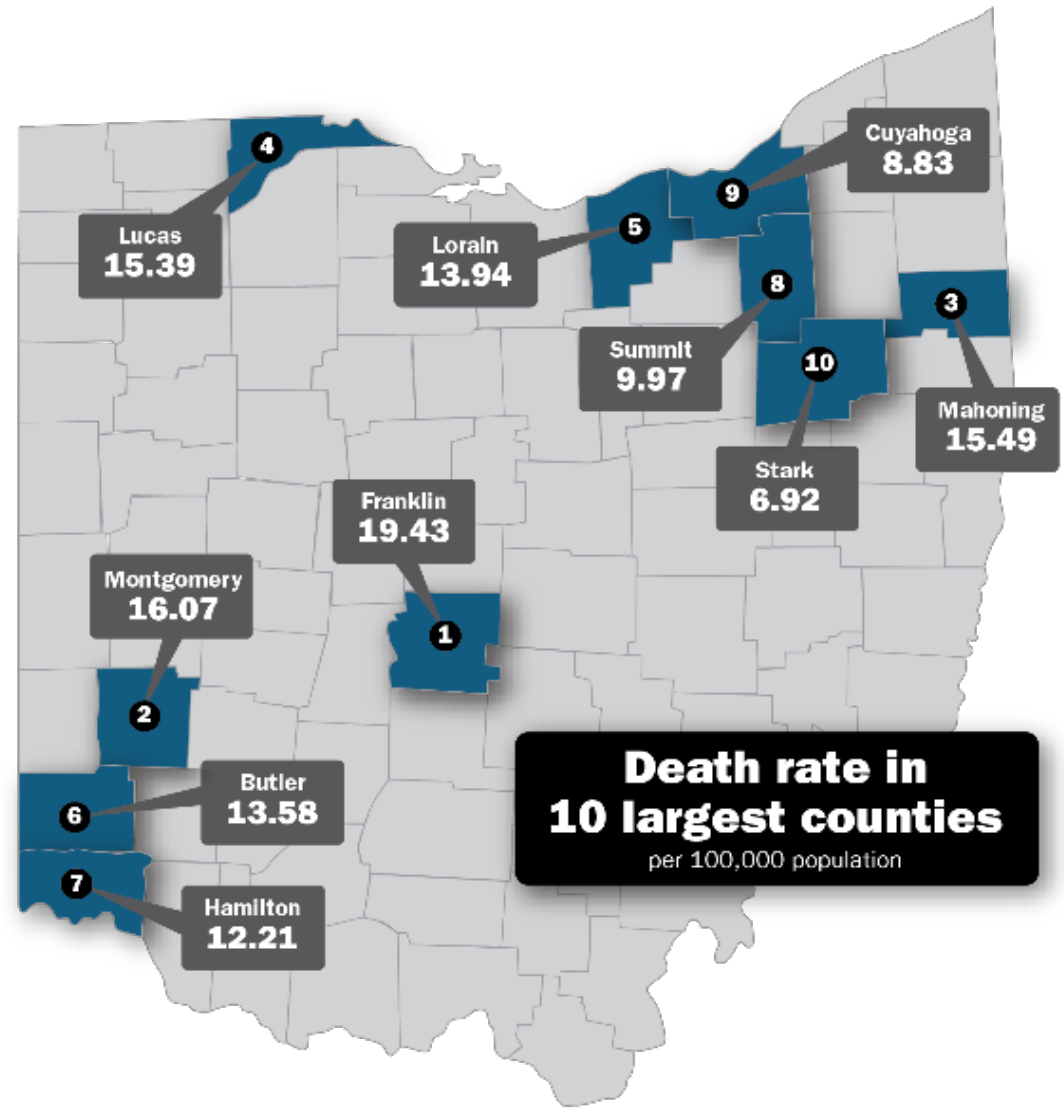 Cuyahoga
8.83
9
4
Lucas
15.39
5
Lorain
13.94
8
3
Summit
9.97
10
Mahoning
15.49
Stark
6.92
Franklin
19.43
1
Montgomery
16.07
2
Butler
13.58
6
Hamilton
12.21
7
Death rate in
10 largest counties
per 100,000 population